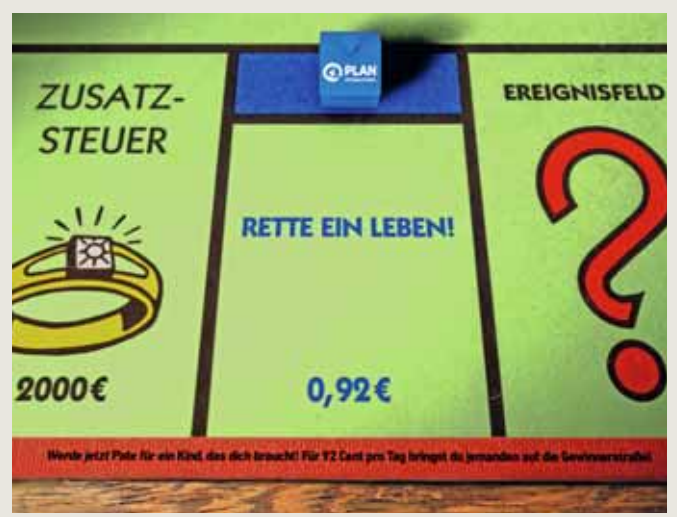 PLAN
ZUSATZ-
STEUER
EREIGNISFELD
RETTE EIN LEBEN!
2000 €
0,92 €
Werde jetzt Pate für ein Kind, das dich braucht! Für 92 Cent pro Tag bringst du jemanden auf die Gewinnerstraße!